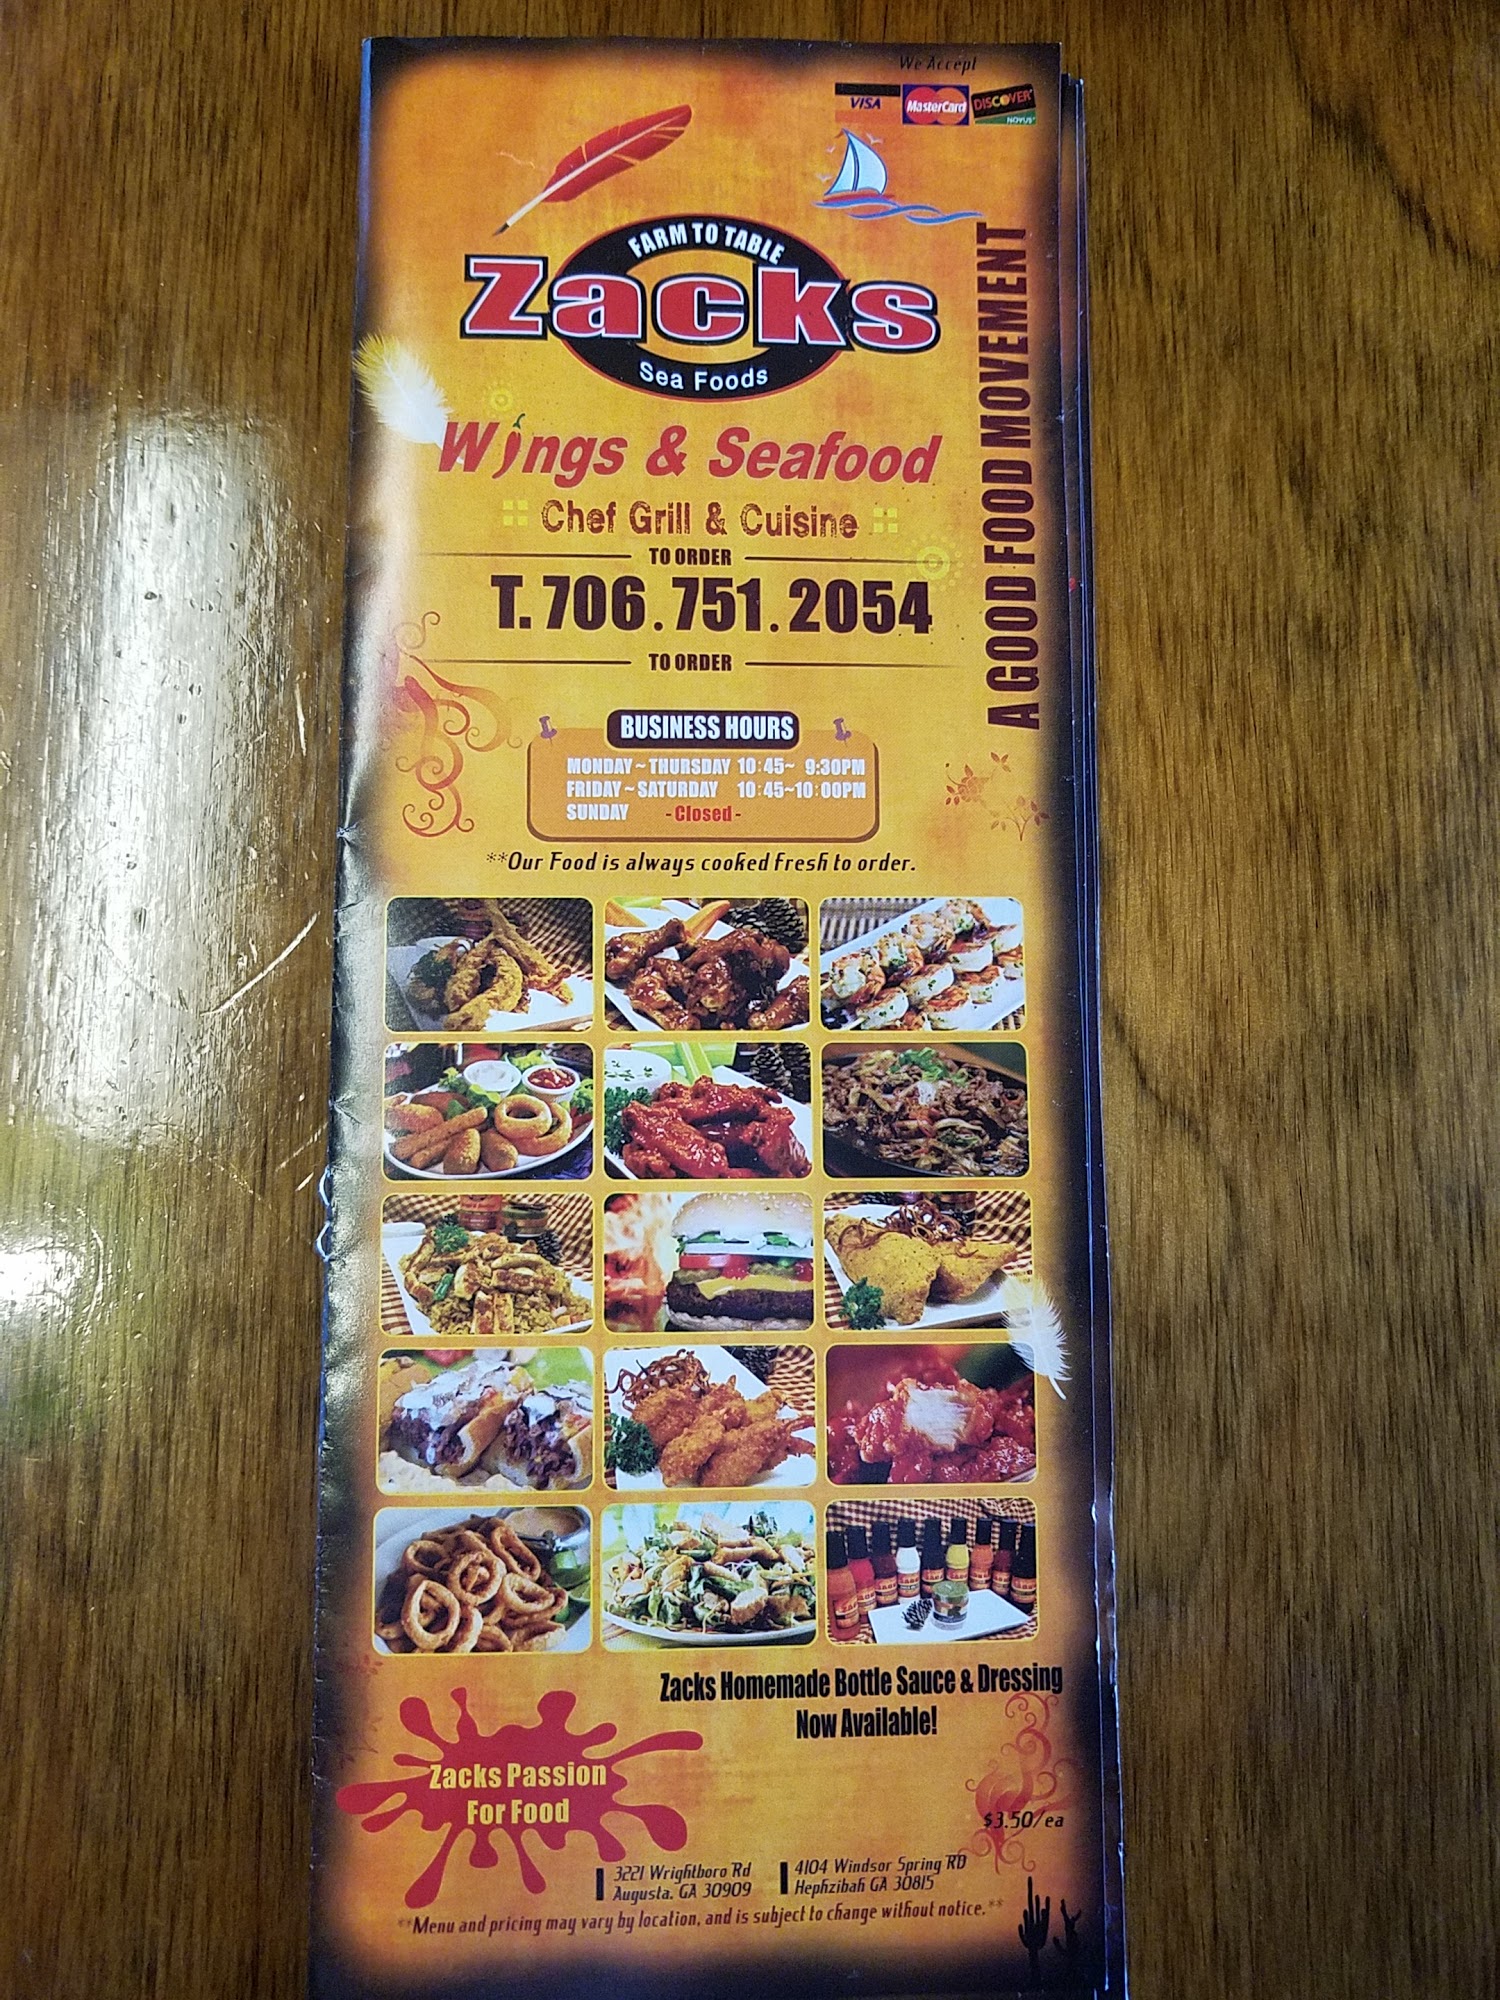 We Accept
VISA MasterCard DISCOVER
NOVUS
FARM TO TABLE
Zacks
Sea Foods
A GOOD FOOD MOVEMENT
Wings & Seafood
Chef Grill & Cuisine
TO ORDER
T. 706.751.2054
TO ORDER
BUSINESS HOURS
MONDAY ~ THURSDAY 10:45~ 9:30PM
FRIDAY ~ SATURDAY 10:45~10:00PM
SUNDAY - Closed -
**Our Food is always cooked fresh to order.
Zacks Homemade Bottle Sauce & Dressing
Now Available!
Zacks Passion
For Food
$3.50/ea
3221 Wrightboro Rd
Augusta, GA 30909
4104 Windsor Spring RD
Hephzibah GA 30815
**Menu and pricing may vary by location, and is subject to change without notice.**